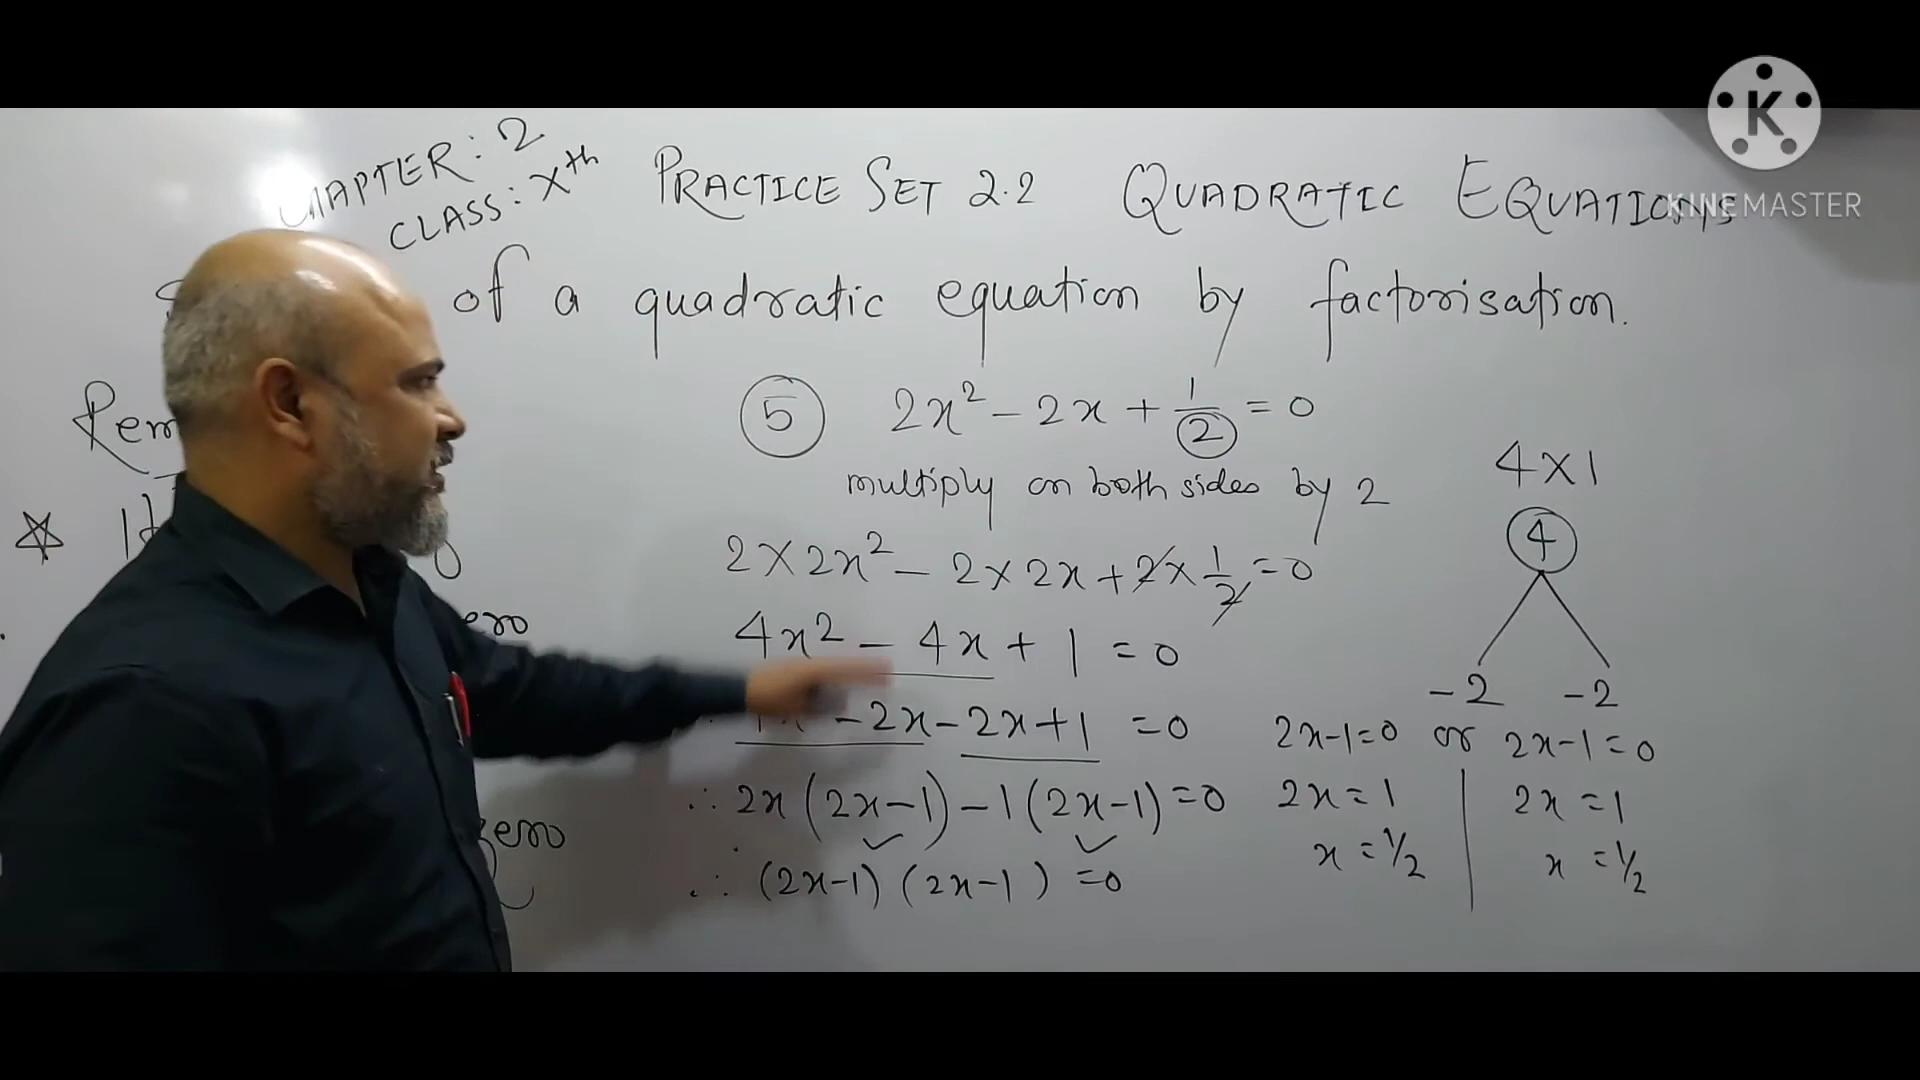 CHAPTER: 2
CLASS: Xth
PRACTICE SET 2.2 QUADRATIC EQUATIONS
K
KINEMASTER
of a quadratic equation by factorisation.
5 2x² - 2x + 1/2 = 0
multiply on both sides by 2
2 × 2x² - 2 × 2x + 2 × 1/2 = 0
4x² - 4x + 1 = 0
- 2x - 2x + 1 = 0
∴ 2x (2x-1) - 1 (2x-1) = 0
∴ (2x-1) (2x-1) = 0
4 × 1
4
-2 -2
2x-1=0 or 2x-1=0
2x = 1 2x = 1
x = 1/2 x = 1/2
zero